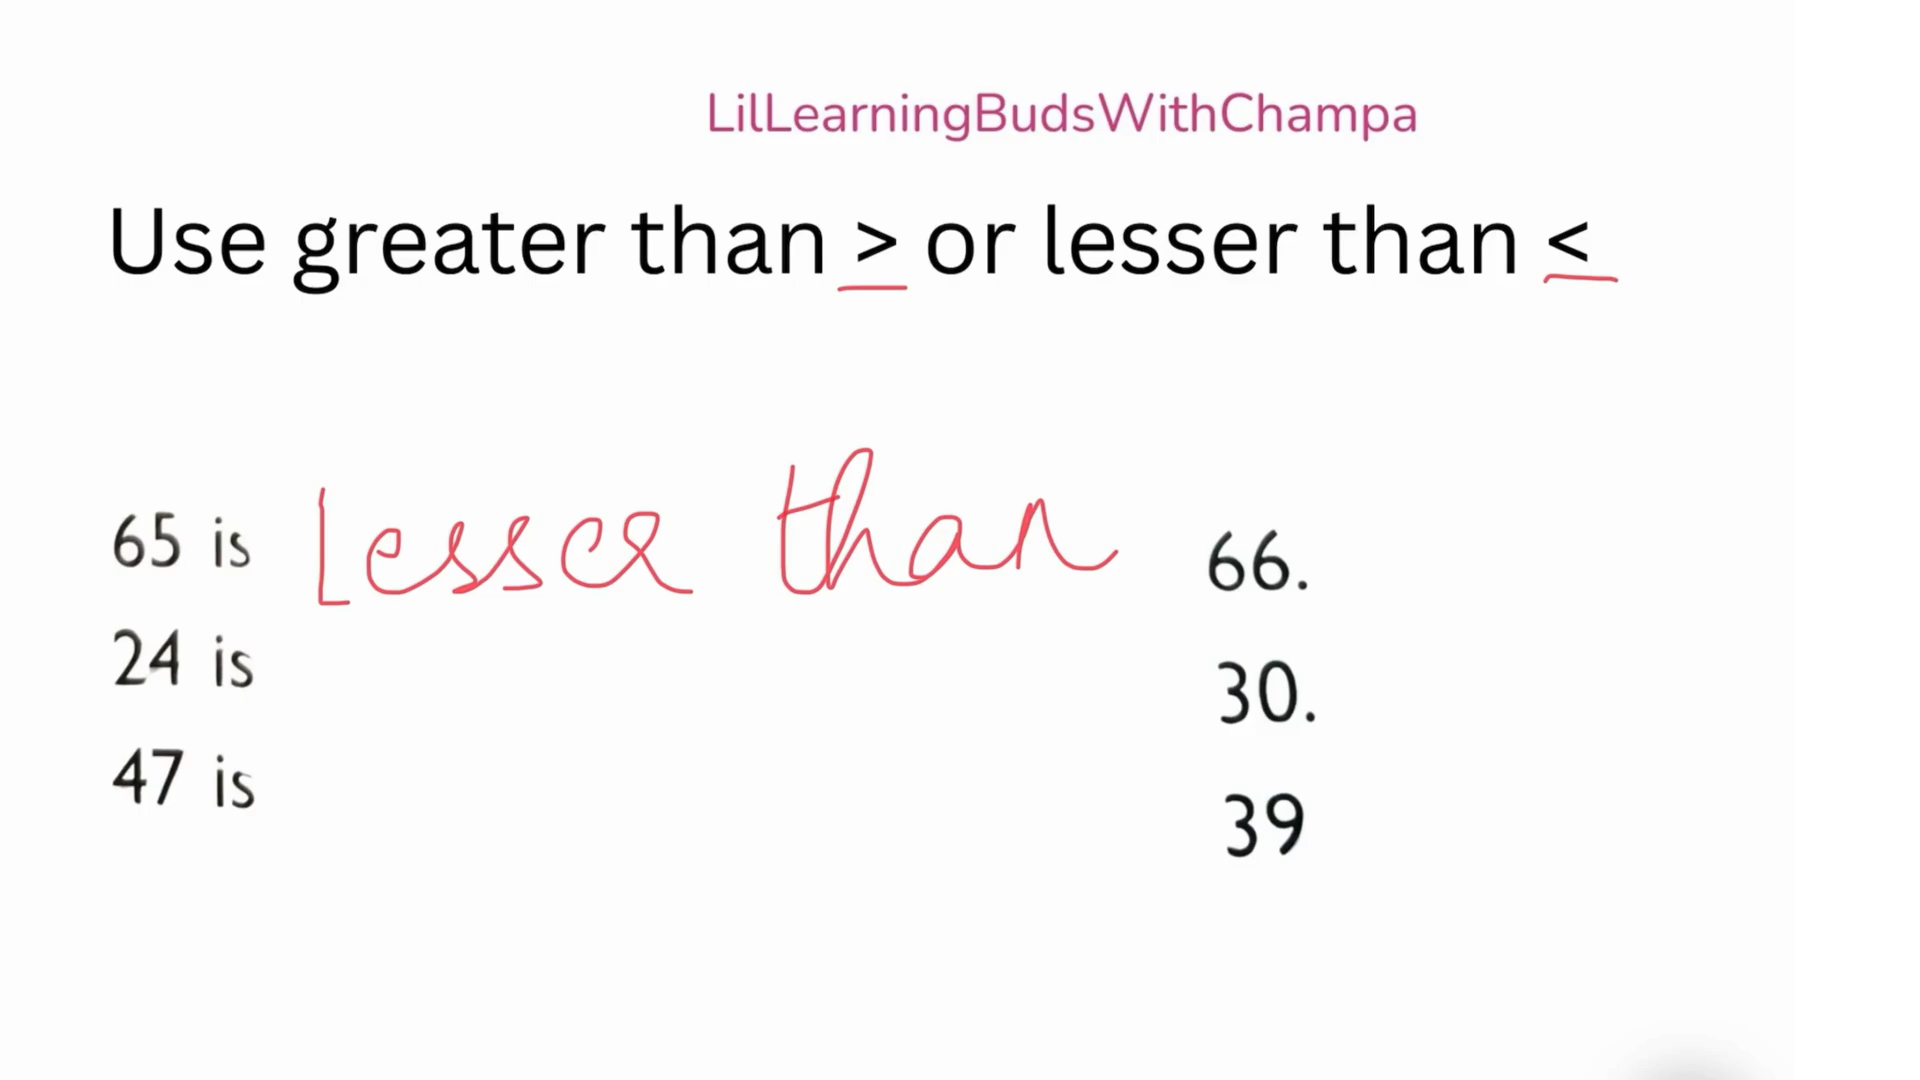 LilLearningBudsWithChampa
Use greater than > or lesser than <
65 is Lesser than 66.
24 is 30.
47 is 39